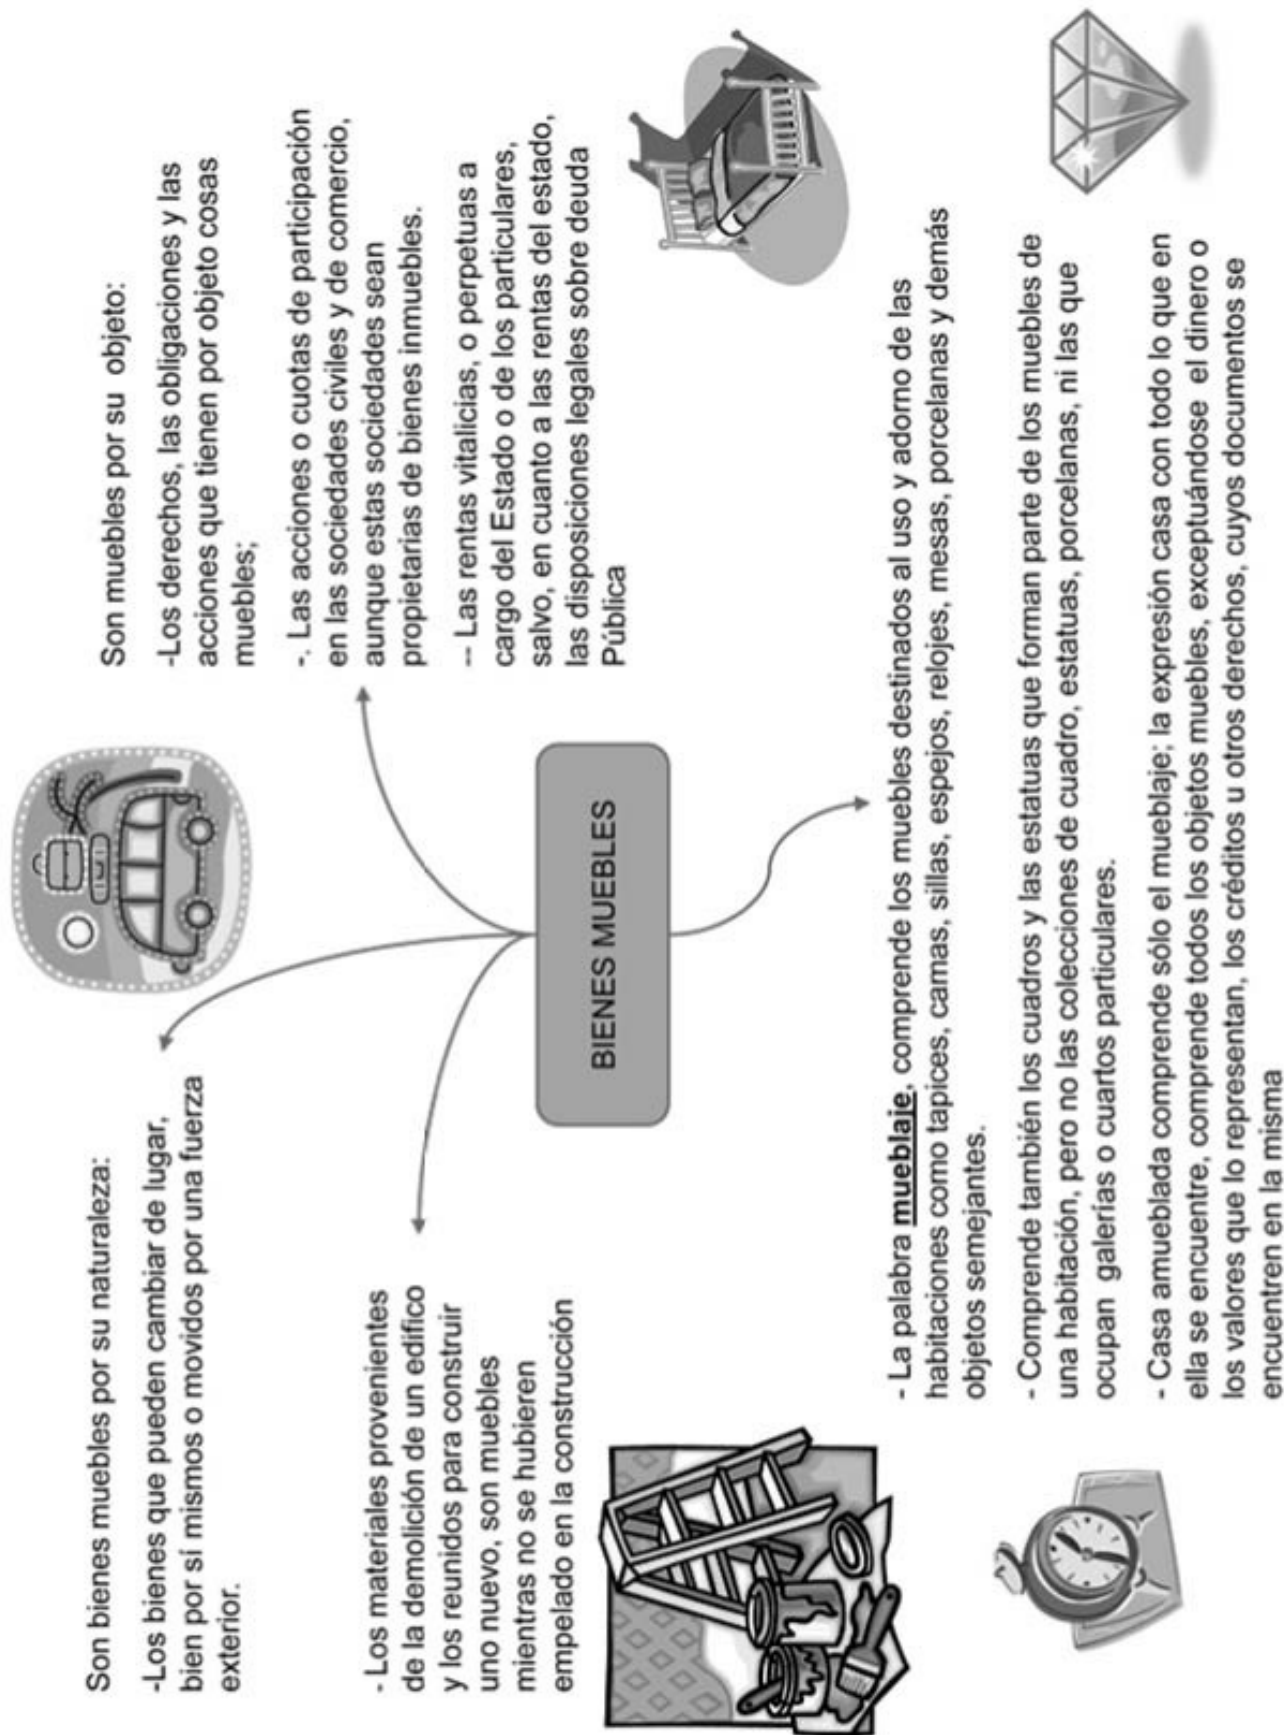 Son bienes muebles por su naturaleza:
-Los bienes que pueden cambiar de lugar,
bien por sí mismos o movidos por una fuerza
exterior.
- Los materiales provenientes
de la demolición de un edifico
y los reunidos para construir
uno nuevo, son muebles
mientras no se hubieren
empelado en la construcción
Son muebles por su objeto:
-Los derechos, las obligaciones y las
acciones que tienen por objeto cosas
muebles;
-. Las acciones o cuotas de participación
en las sociedades civiles y de comercio,
aunque estas sociedades sean
propietarias de bienes inmuebles.
-- Las rentas vitalicias, o perpetuas a
cargo del Estado o de los particulares,
salvo, en cuanto a las rentas del estado,
las disposiciones legales sobre deuda
Pública
BIENES MUEBLES
- La palabra mueblaje, comprende los muebles destinados al uso y adorno de las
habitaciones como tapices, camas, sillas, espejos, relojes, mesas, porcelanas y demás
objetos semejantes.
- Comprende también los cuadros y las estatuas que forman parte de los muebles de
una habitación, pero no las colecciones de cuadro, estatuas, porcelanas, ni las que
ocupan galerías o cuartos particulares.
- Casa amueblada comprende sólo el mueblaje; la expresión casa con todo lo que en
ella se encuentre, comprende todos los objetos muebles, exceptuándose el dinero o
los valores que lo representan, los créditos u otros derechos, cuyos documentos se
encuentren en la misma